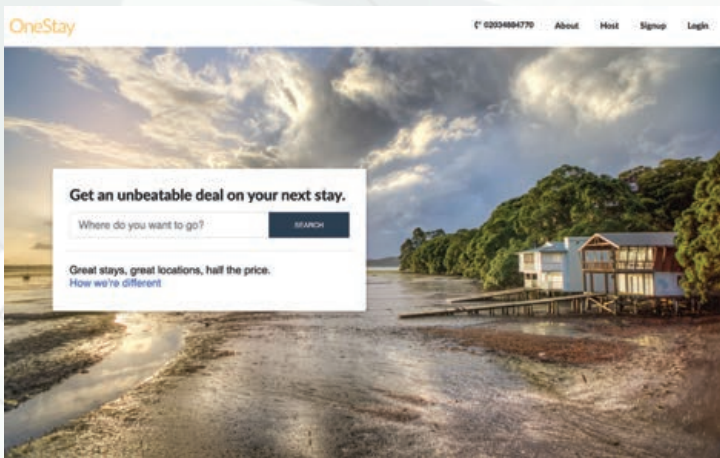 OneStay
02034884770 About Host Signup Login
Get an unbeatable deal on your next stay.
Where do you want to go? SEARCH
Great stays, great locations, half the price.
How we're different